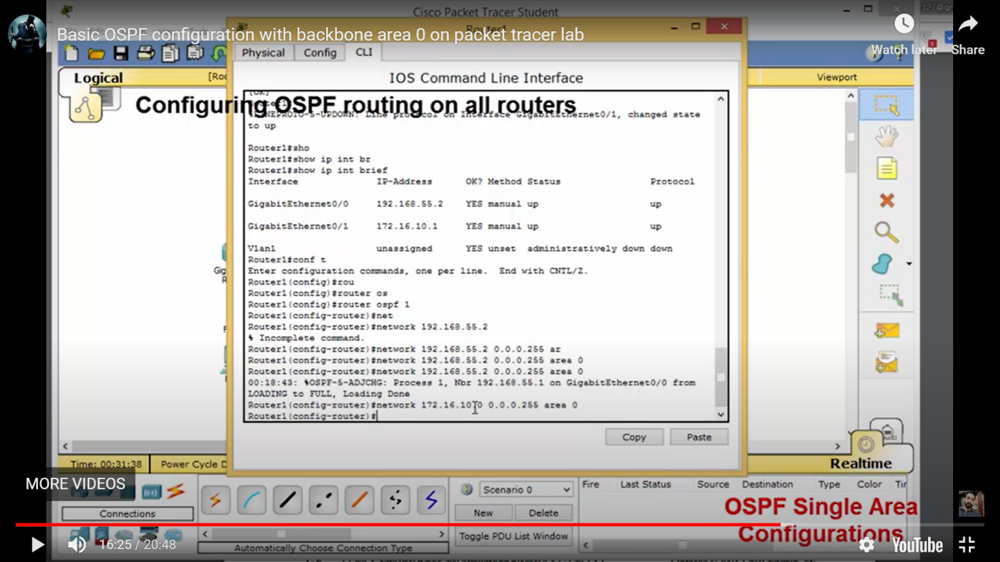 Cisco Packet Tracer Student
Basic OSPF configuration with backbone area 0 on packet tracer lab
Watch later
Share
Physical
Config
CLI
Logical
IOS Command Line Interface
Viewport
Configuring OSPF routing on all routers
%LINEPROTO-5-UPDOWN: Line protocol on Interface GigabitEthernet0/1, changed state
to up
Router1#sho
Router1#show ip int br
Router1#show ip int brief
Interface IP-Address OK? Method Status Protocol
GigabitEthernet0/0 192.168.55.2 YES manual up up
GigabitEthernet0/1 172.16.10.1 YES manual up up
Vlan1 unassigned YES unset administratively down down
Router1#conf t
Enter configuration commands, one per line. End with CNTL/Z.
Router1(config)#rou
Router1(config)#router os
Router1(config)#router ospf 1
Router1(config-router)#net
Router1(config-router)#network 192.168.55.2
% Incomplete command.
Router1(config-router)#network 192.168.55.2 0.0.0.255 ar
Router1(config-router)#network 192.168.55.2 0.0.0.255 area 0
Router1(config-router)#network 192.168.55.2 0.0.0.255 area 0
00:18:43: %OSPF-5-ADJCHG: Process 1, Nbr 192.168.55.1 on GigabitEthernet0/0 from
LOADING to FULL, Loading Done
Router1(config-router)#network 172.16.10.0 0.0.0.255 area 0
Router1(config-router)#
Copy
Paste
Time: 00:31:38
Power Cycle D
Realtime
MORE VIDEOS
Scenario 0
Fire Last Status Source Destination Type Color Tir
Connections
New
Delete
OSPF Single Area
Configurations
Toggle PDU List Window
16:25 / 20:48
Automatically Choose Connection Type
YouTube